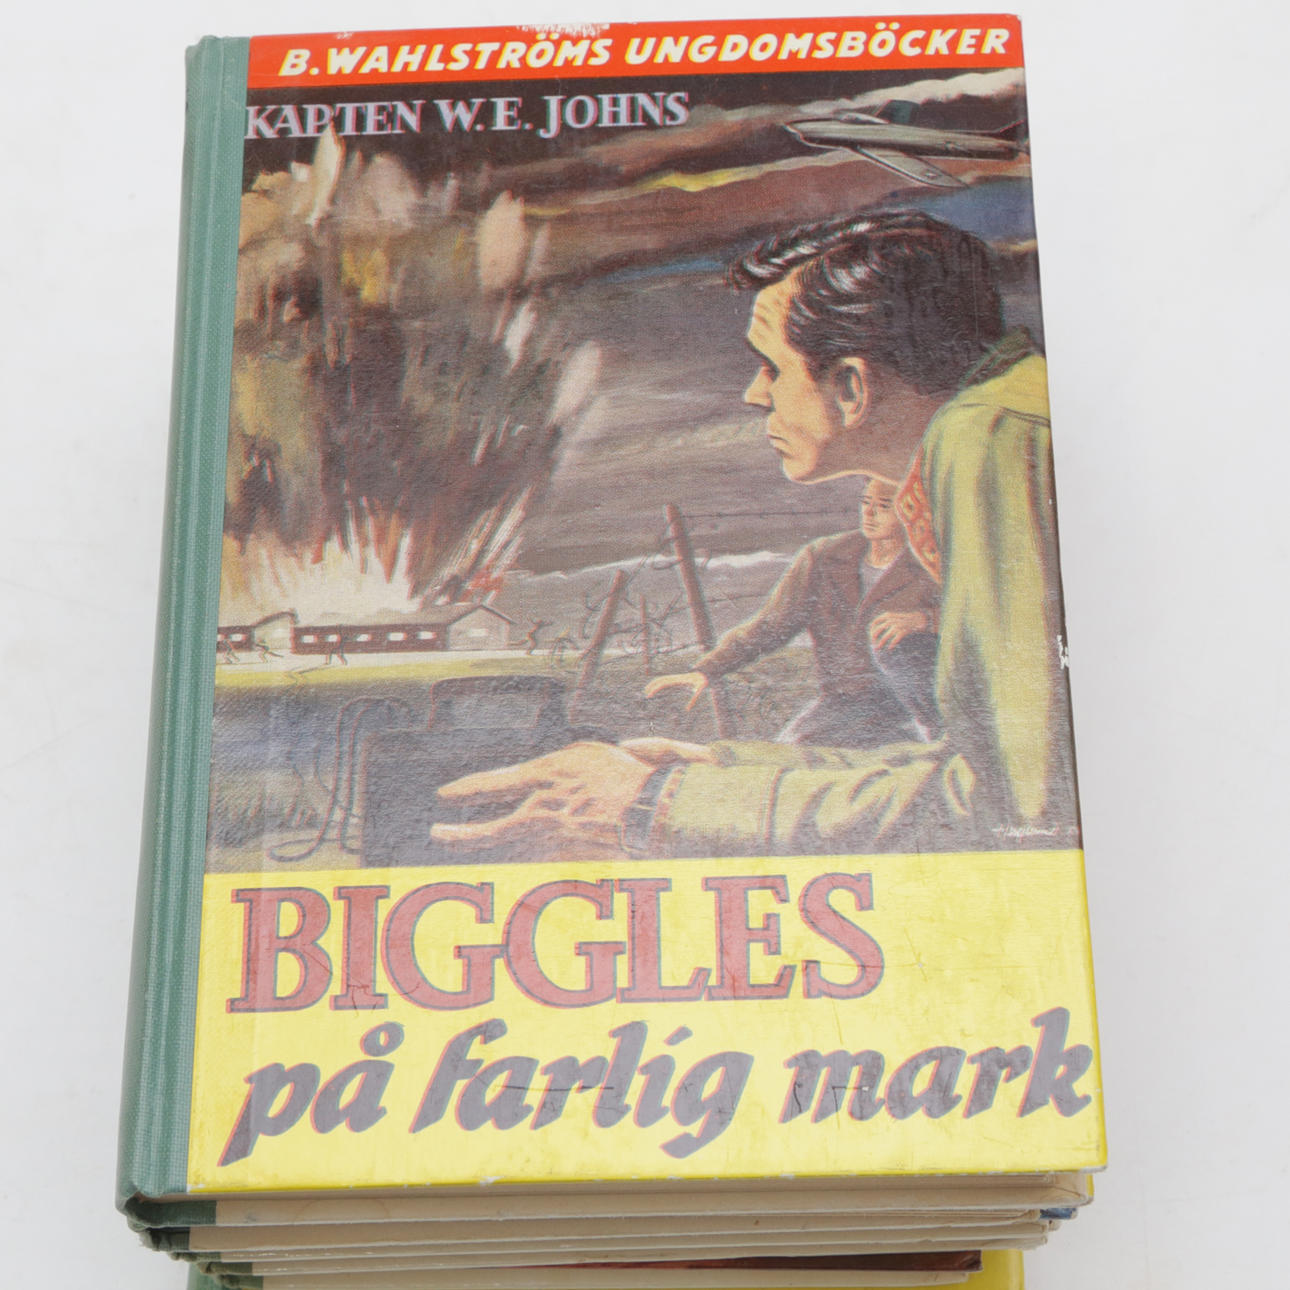 B. WAHLSTRÖMS UNGDOMSBÖCKER
KAPTEN W. E. JOHNS
BIGGLES
på farlig mark